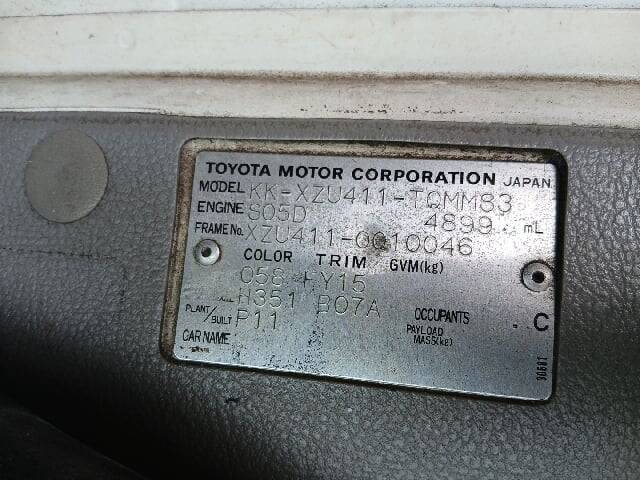 TOYOTA MOTOR CORPORATION JAPAN
MODEL KK-XZU411-TQMM83
ENGINE S05D 4899 mL
FRAME No. XZU411-0010046
COLOR TRIM GVM(kg)
058 FY15
H351 B07A
PLANT/BUILT P11 OCCUPANTS C
PAYLOAD MASS(kg)
CAR NAME